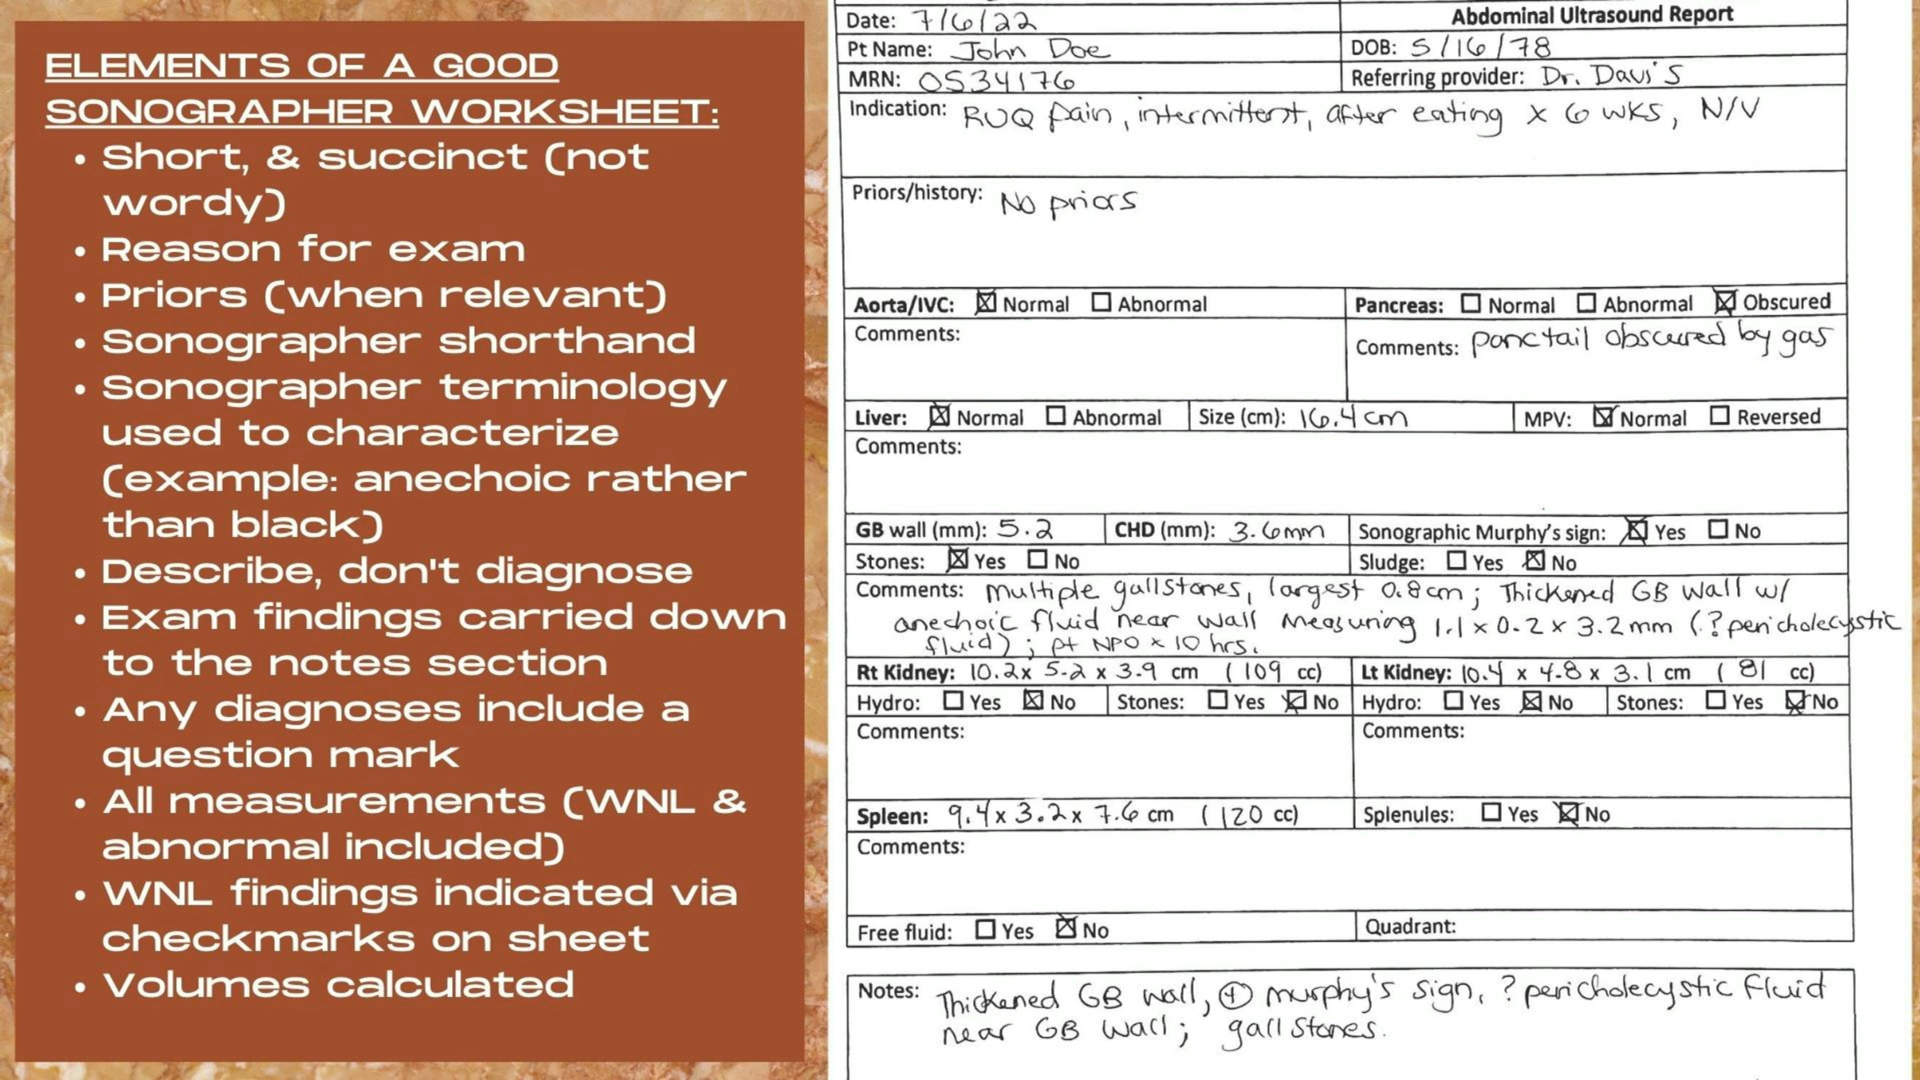 ELEMENTS OF A GOOD
SONOGRAPHER WORKSHEET:
• Short, & succinct (not
wordy)
• Reason for exam
• Priors (when relevant)
• Sonographer shorthand
• Sonographer terminology
used to characterize
(example: anechoic rather
than black)
• Describe, don't diagnose
• Exam findings carried down
to the notes section
• Any diagnoses include a
question mark
• All measurements (WNL &
abnormal included)
• WNL findings indicated via
checkmarks on sheet
• Volumes calculated
Date: 7/6/22 Abdominal Ultrasound Report
Pt Name: John Doe DOB: 5/16/78
MRN: 0534176 Referring provider: Dr. Davis
Indication: RUQ pain, intermittent, after eating x 6 wks, N/V
Priors/history: No priors
Aorta/IVC: ☒ Normal ☐ Abnormal Pancreas: ☐ Normal ☐ Abnormal ☒ Obscured
Comments: Comments: panc tail obscured by gas
Liver: ☒ Normal ☐ Abnormal Size (cm): 16.4 cm MPV: ☒ Normal ☐ Reversed
Comments:
GB wall (mm): 5.2 CHD (mm): 3.6mm Sonographic Murphy's sign: ☒ Yes ☐ No
Stones: ☒ Yes ☐ No Sludge: ☐ Yes ☒ No
Comments: multiple gallstones, largest 0.8cm; Thickened GB Wall w/
anechoic fluid near wall measuring 1.1 x 0.2 x 3.2 mm (? pericholecystic
fluid); pt NPO x 10 hrs.
Rt Kidney: 10.2 x 5.2 x 3.9 cm (109 cc) Lt Kidney: 10.4 x 4.8 x 3.1 cm (81 cc)
Hydro: ☐ Yes ☒ No Stones: ☐ Yes ☒ No Hydro: ☐ Yes ☒ No Stones: ☐ Yes ☒ No
Comments: Comments:
Spleen: 9.4 x 3.2 x 7.6 cm (120 cc) Splenules: ☐ Yes ☒ No
Comments:
Free fluid: ☐ Yes ☒ No Quadrant:
Notes: Thickened GB wall, ⊕ murphy's sign, ? pericholecystic fluid
near GB wall; gallstones.